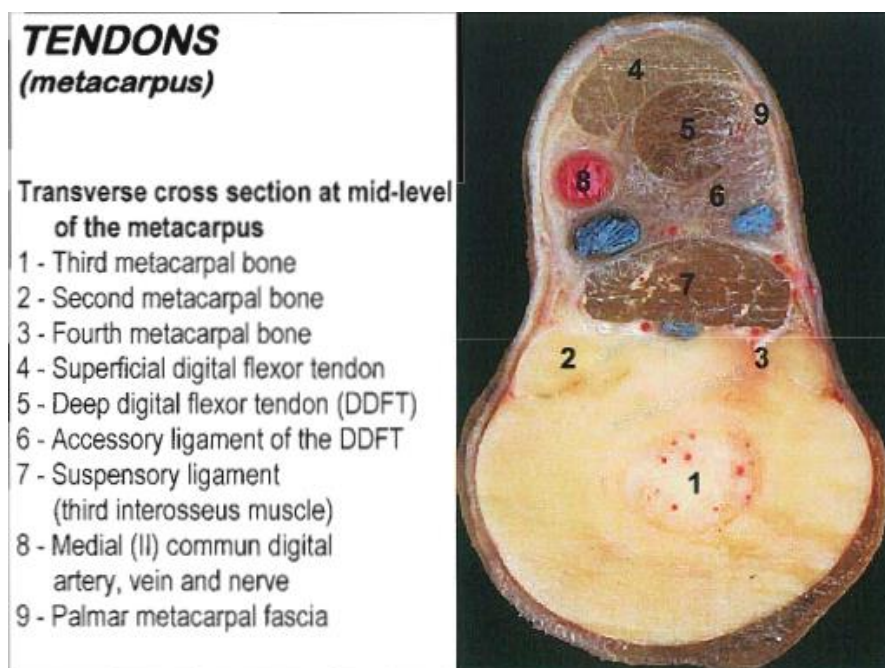 TENDONS
(metacarpus)
Transverse cross section at mid-level
of the metacarpus
1 - Third metacarpal bone
2 - Second metacarpal bone
3 - Fourth metacarpal bone
4 - Superficial digital flexor tendon
5 - Deep digital flexor tendon (DDFT)
6 - Accessory ligament of the DDFT
7 - Suspensory ligament
(third interosseus muscle)
8 - Medial (II) commun digital
artery, vein and nerve
9 - Palmar metacarpal fascia
4
9
5
8
6
7
2
3
1